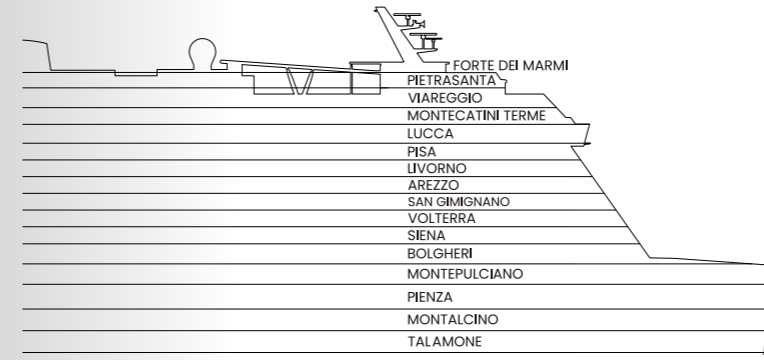 FORTE DEI MARMI
PIETRASANTA
VIAREGGIO
MONTECATINI TERME
LUCCA
PISA
LIVORNO
AREZZO
SAN GIMIGNANO
VOLTERRA
SIENA
BOLGHERI
MONTEPULCIANO
PIENZA
MONTALCINO
TALAMONE